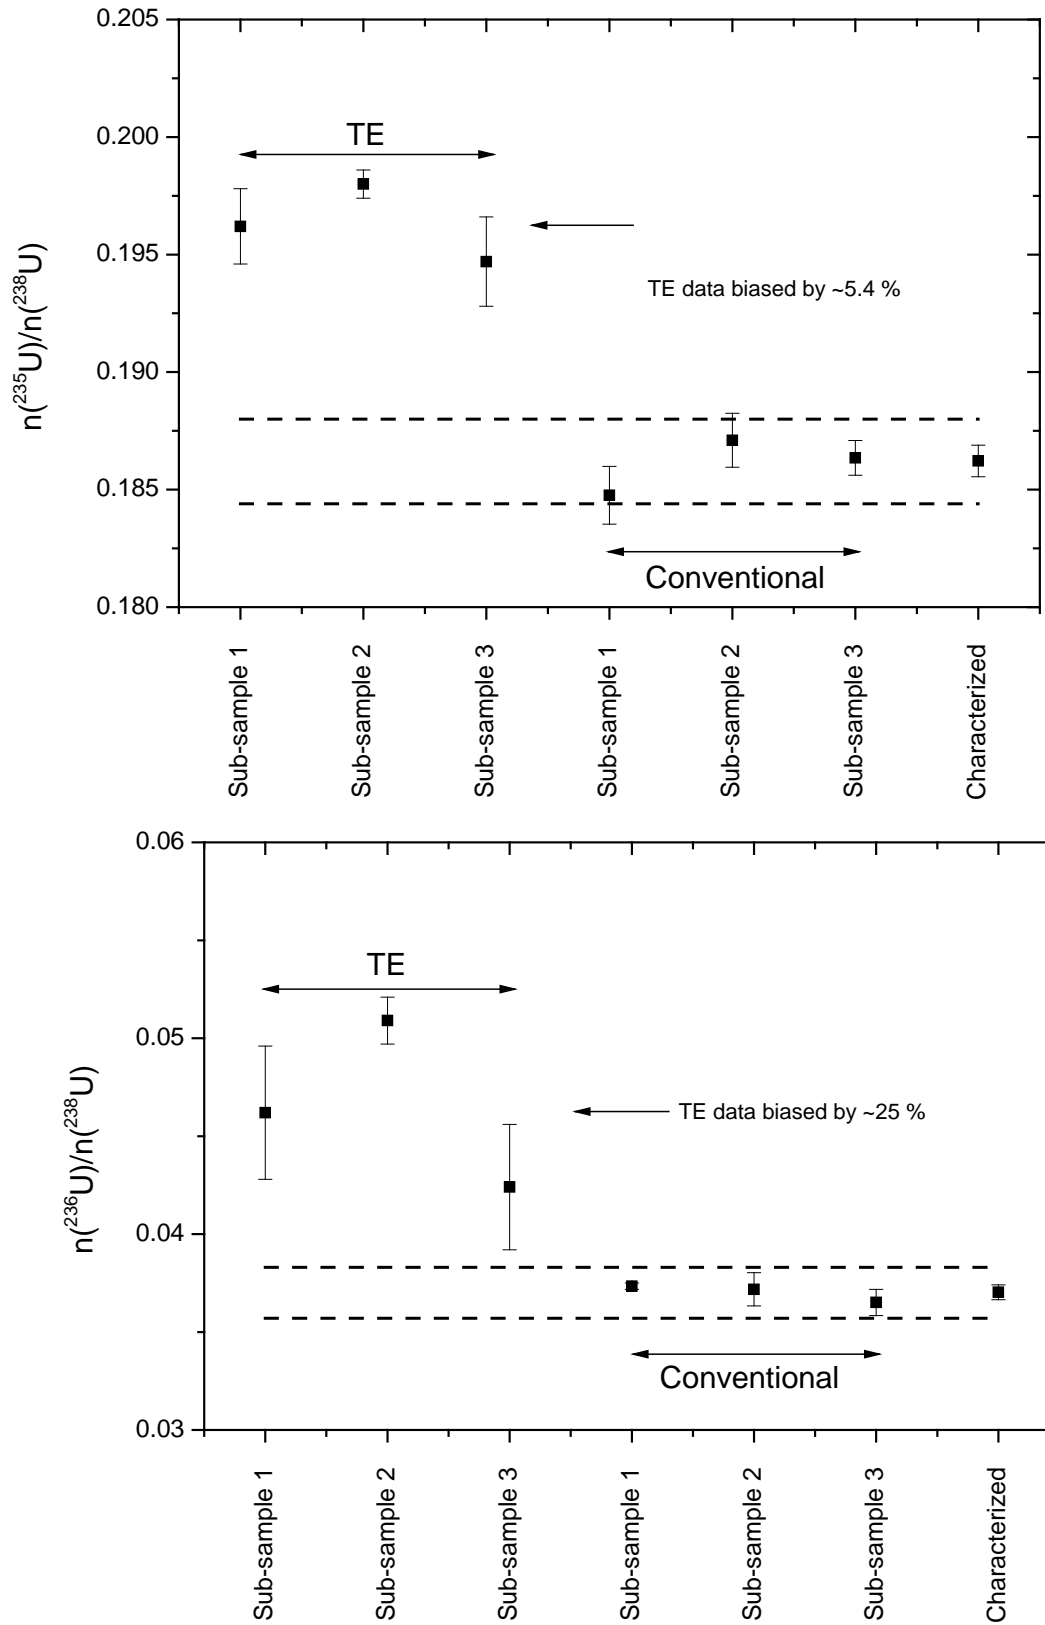 0.205
0.200
0.195
0.190
0.185
0.180
n(²³⁵U)/n(²³⁸U)
TE
TE data biased by ~5.4 %
Conventional
Sub-sample 1
Sub-sample 2
Sub-sample 3
Sub-sample 1
Sub-sample 2
Sub-sample 3
Characterized
0.06
0.05
0.04
0.03
n(²³⁶U)/n(²³⁸U)
TE
TE data biased by ~25 %
Conventional
Sub-sample 1
Sub-sample 2
Sub-sample 3
Sub-sample 1
Sub-sample 2
Sub-sample 3
Characterized